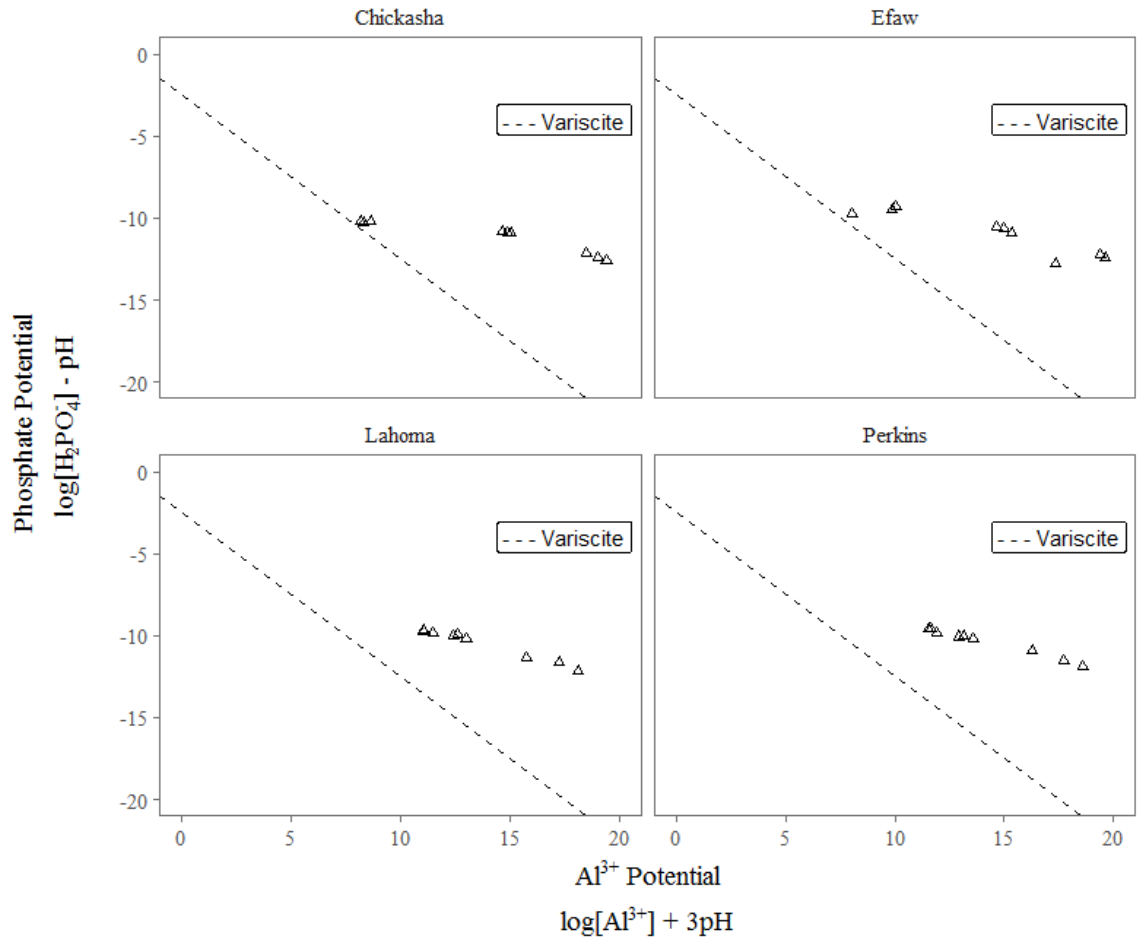 Chickasha
Efaw
0
-5
-10
-15
-20
Variscite
Variscite
Lahoma
Perkins
0
-5
-10
-15
-20
Variscite
Variscite
0 5 10 15 20
0 5 10 15 20
Phosphate Potential
log[H₂PO₄⁻] - pH
Al³⁺ Potential
log[Al³⁺] + 3pH